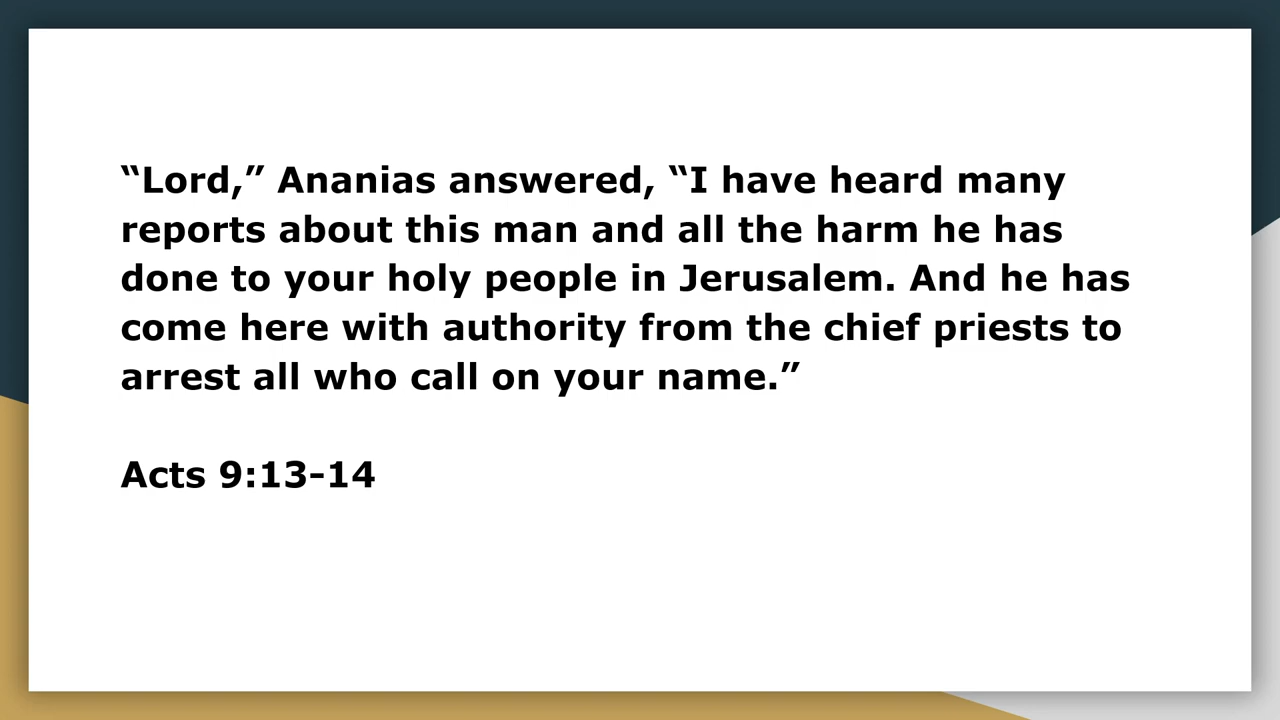 “Lord,” Ananias answered, “I have heard many
reports about this man and all the harm he has
done to your holy people in Jerusalem. And he has
come here with authority from the chief priests to
arrest all who call on your name.”
Acts 9:13-14